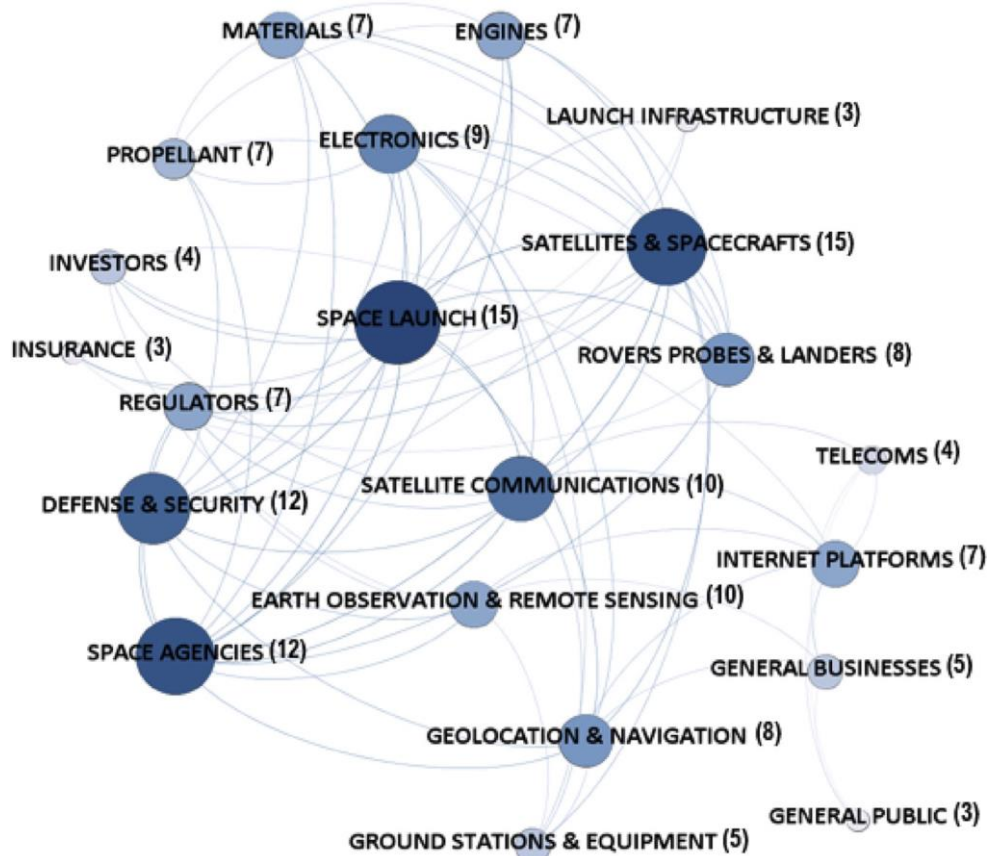 MATERIALS (7)
ENGINES (7)
LAUNCH INFRASTRUCTURE (3)
ELECTRONICS (9)
PROPELLANT (7)
SATELLITES & SPACECRAFTS (15)
INVESTORS (4)
SPACE LAUNCH (15)
INSURANCE (3)
ROVERS PROBES & LANDERS (8)
REGULATORS (7)
TELECOMS (4)
SATELLITE COMMUNICATIONS (10)
DEFENSE & SECURITY (12)
INTERNET PLATFORMS (7)
EARTH OBSERVATION & REMOTE SENSING (10)
SPACE AGENCIES (12)
GENERAL BUSINESSES (5)
GEOLOCATION & NAVIGATION (8)
GENERAL PUBLIC (3)
GROUND STATIONS & EQUIPMENT (5)